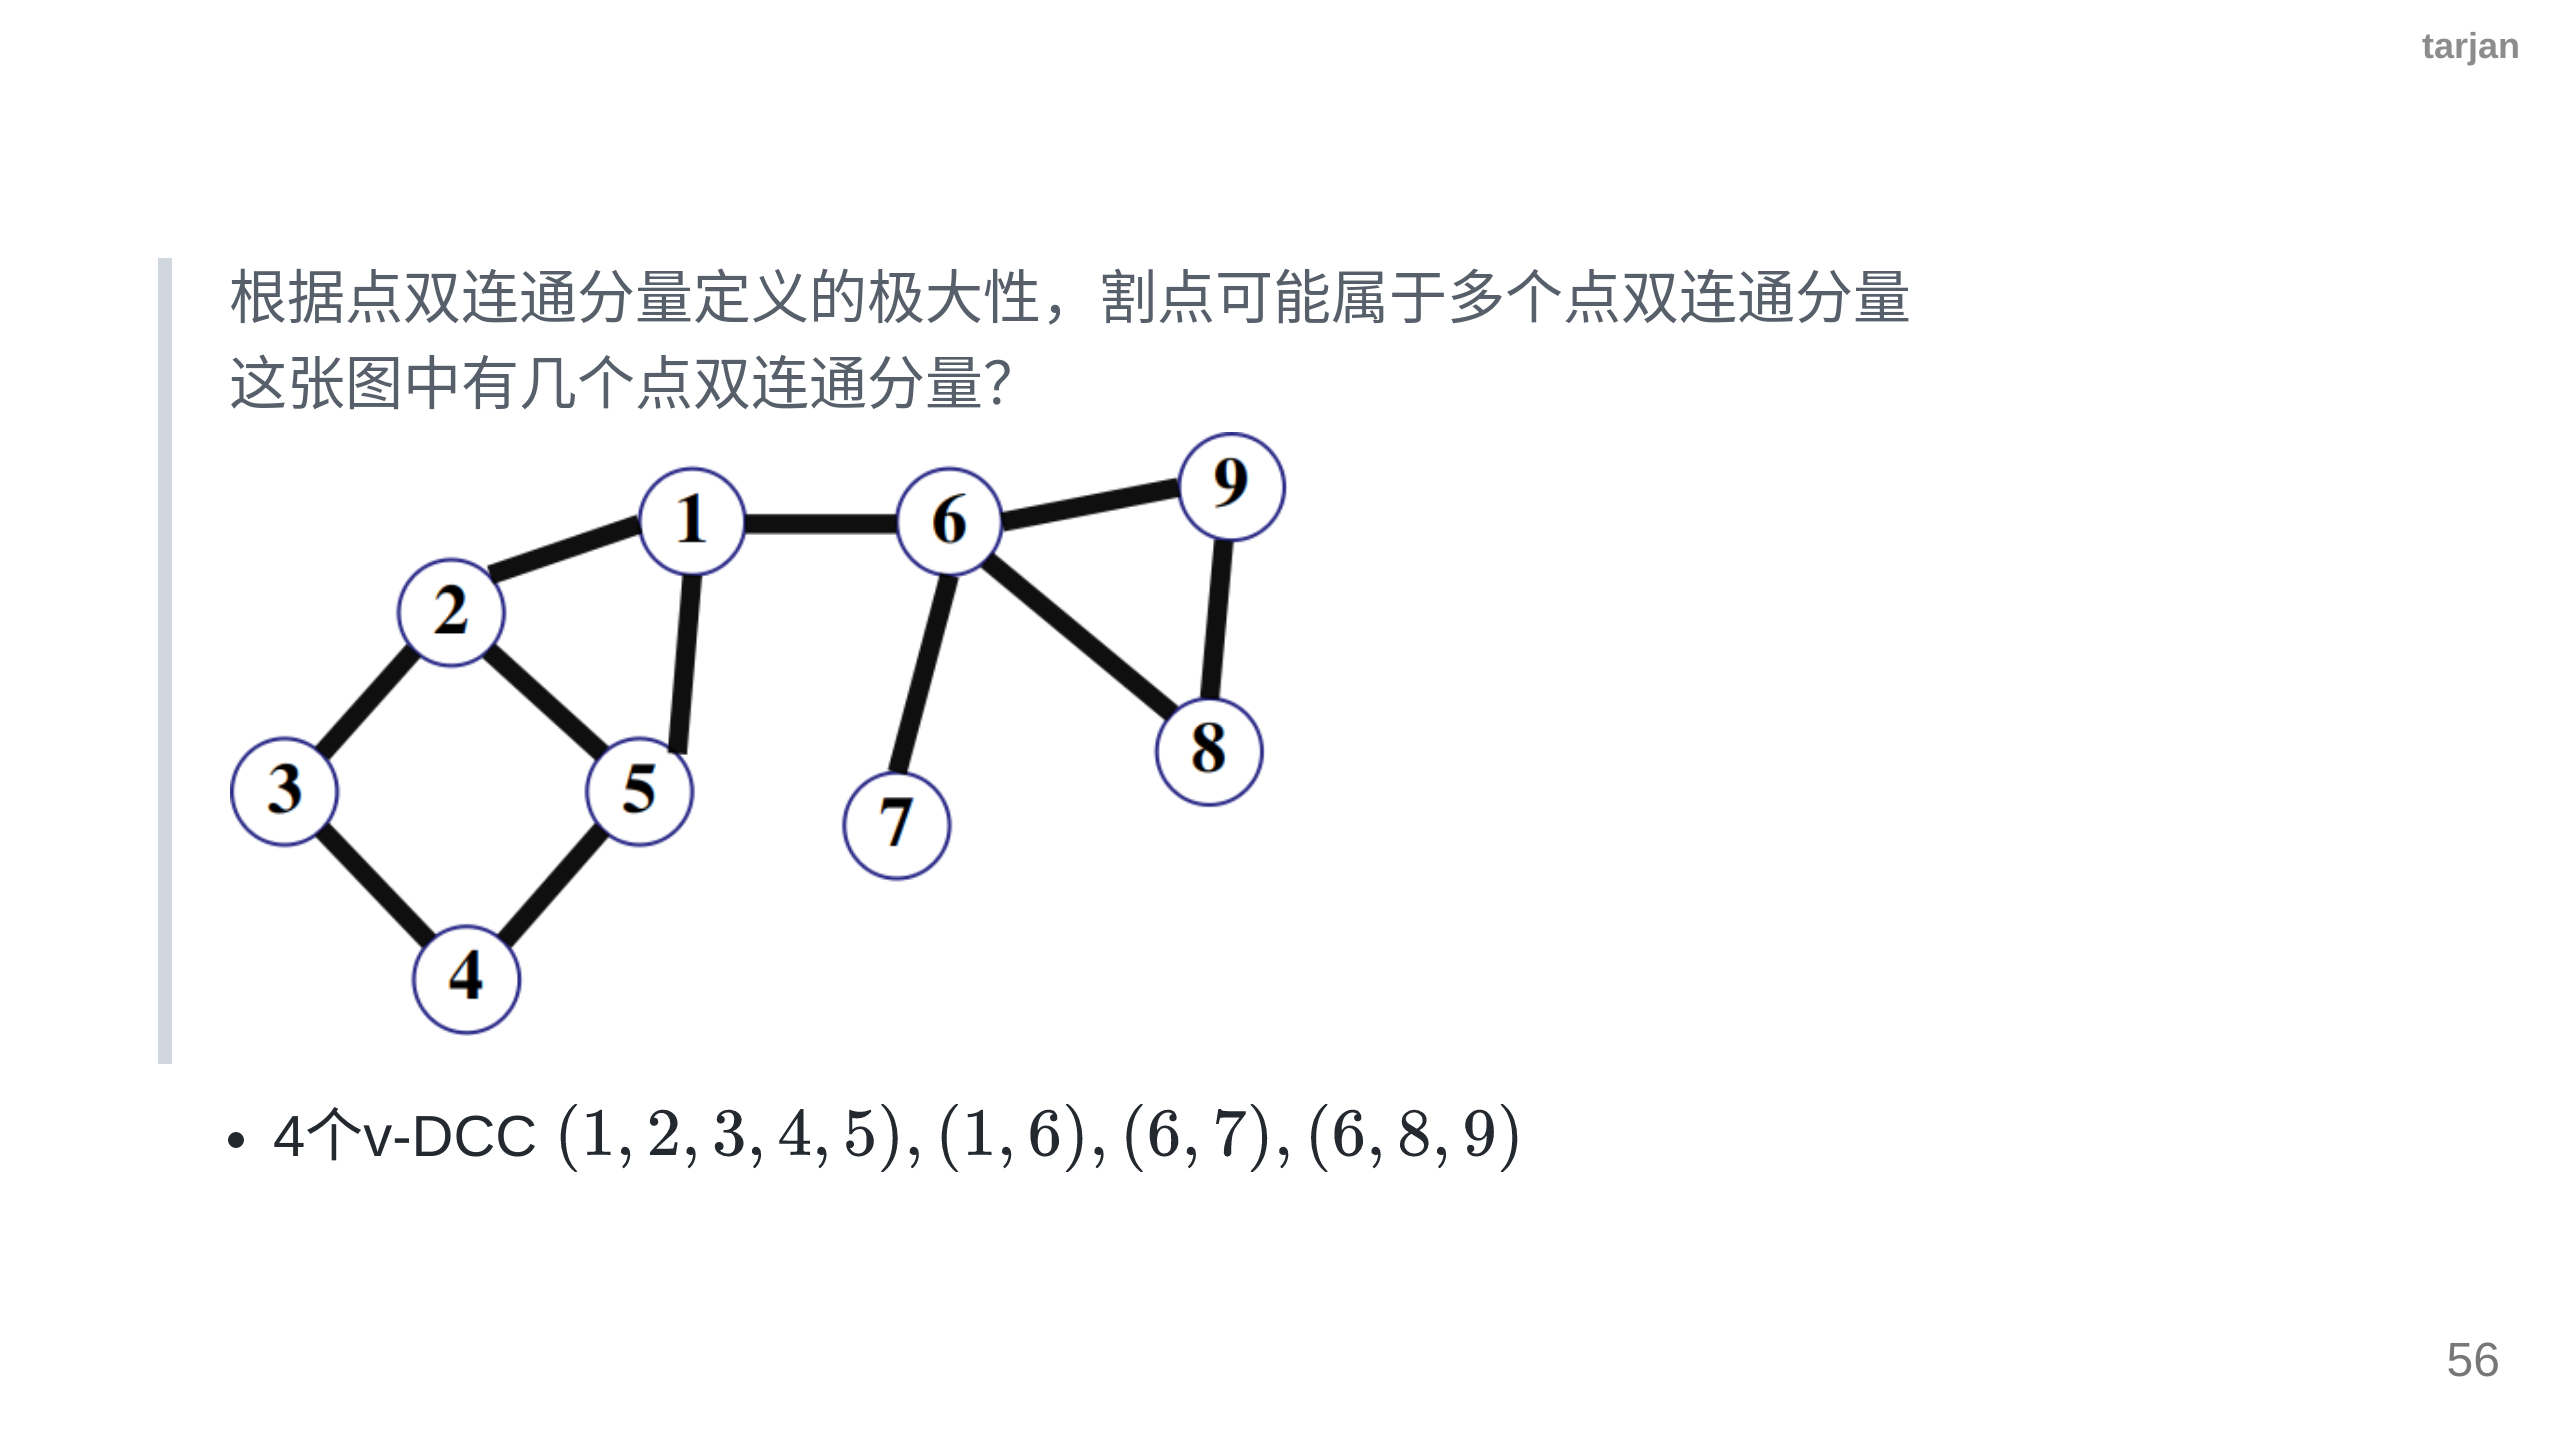 tarjan
根据点双连通分量定义的极大性，割点可能属于多个点双连通分量
这张图中有几个点双连通分量？
9
1
6
2
3
5
8
7
4
• 4个v-DCC (1, 2, 3, 4, 5), (1, 6), (6, 7), (6, 8, 9)
56